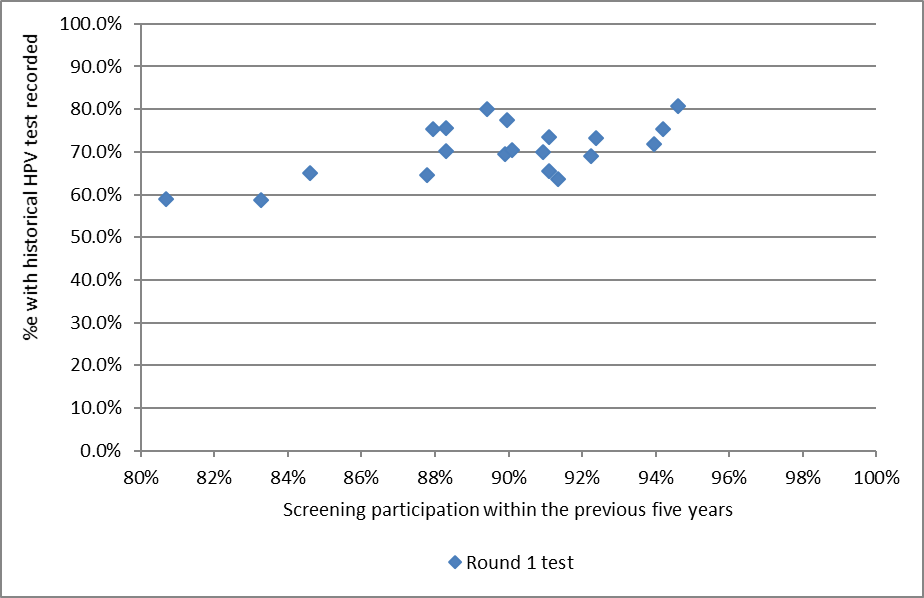 %e with historical HPV test recorded
100.0%
90.0%
80.0%
70.0%
60.0%
50.0%
40.0%
30.0%
20.0%
10.0%
0.0%
80% 82% 84% 86% 88% 90% 92% 94% 96% 98% 100%
Screening participation within the previous five years
Round 1 test